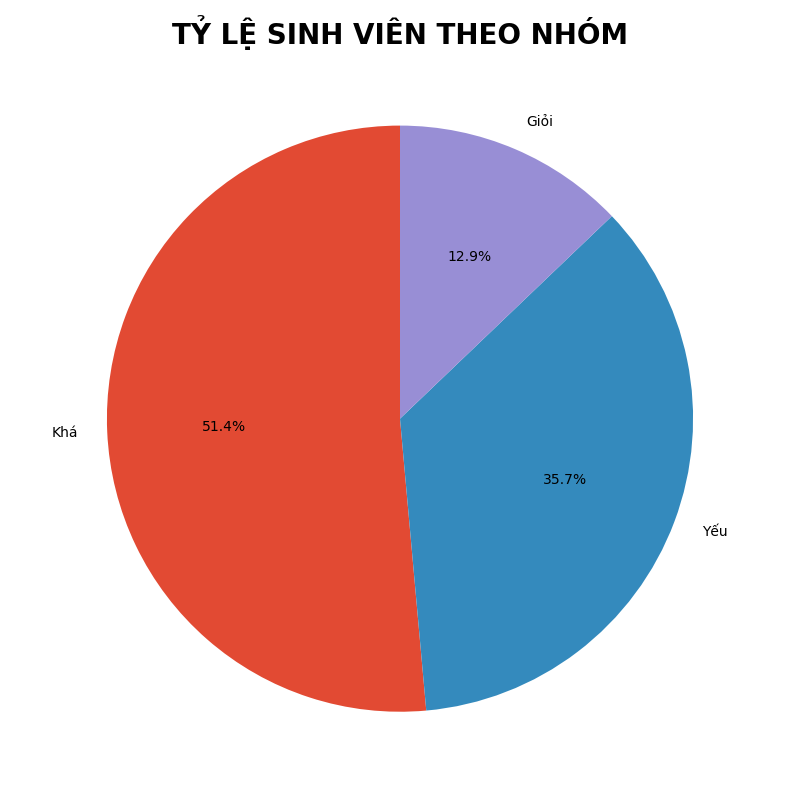 TỶ LỆ SINH VIÊN THEO NHÓM
Giỏi
12.9%
Khá
51.4%
35.7%
Yếu